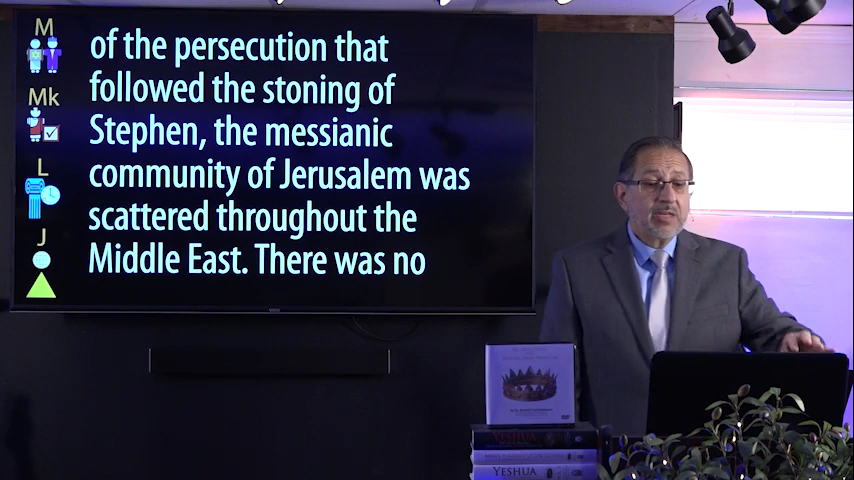 M
Mk
L
J
of the persecution that
followed the stoning of
Stephen, the messianic
community of Jerusalem was
scattered throughout the
Middle East. There was no
YESHUA
YESHUA